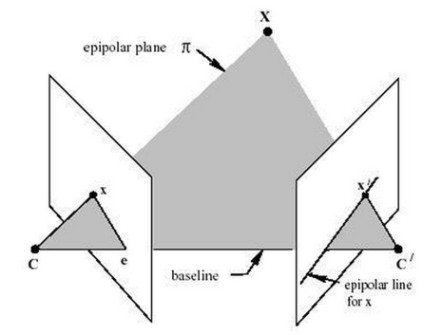 X
epipolar plane π
x
x /
C
e
C /
baseline
epipolar line
for x